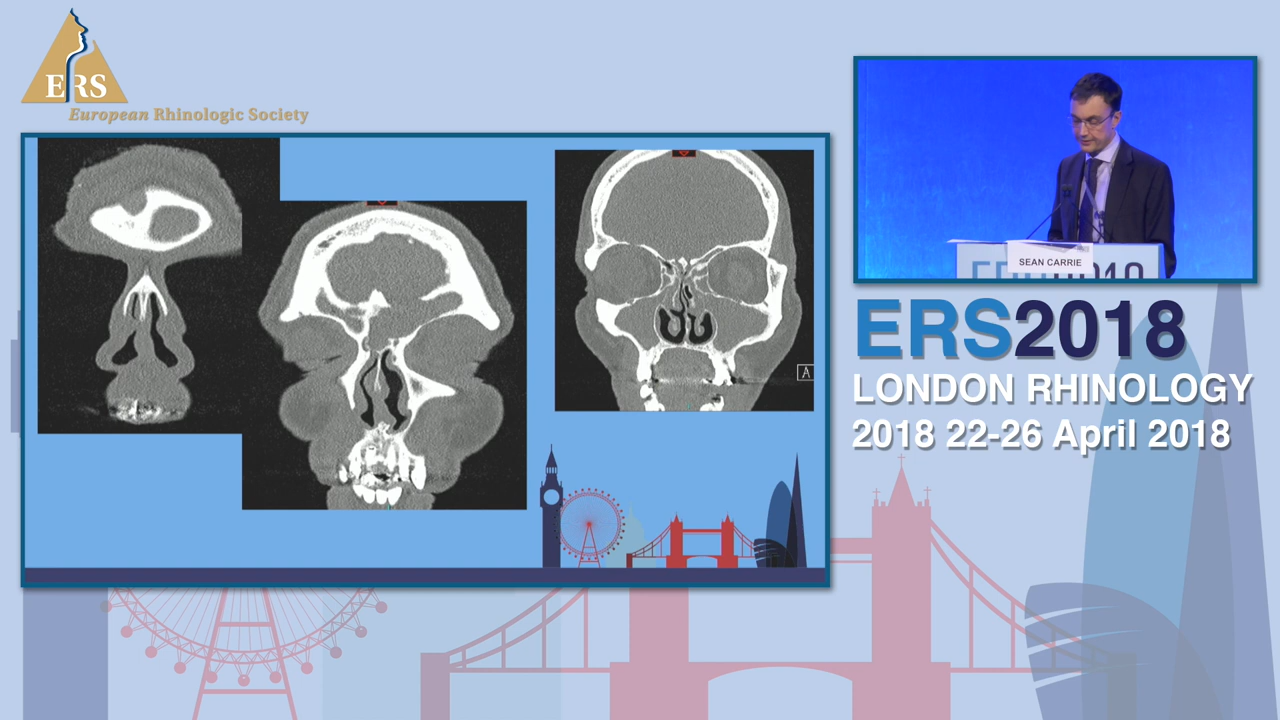 ERS
European Rhinologic Society
A
SEAN CARRIE
ERS2018
LONDON RHINOLOGY
2018 22-26 April 2018